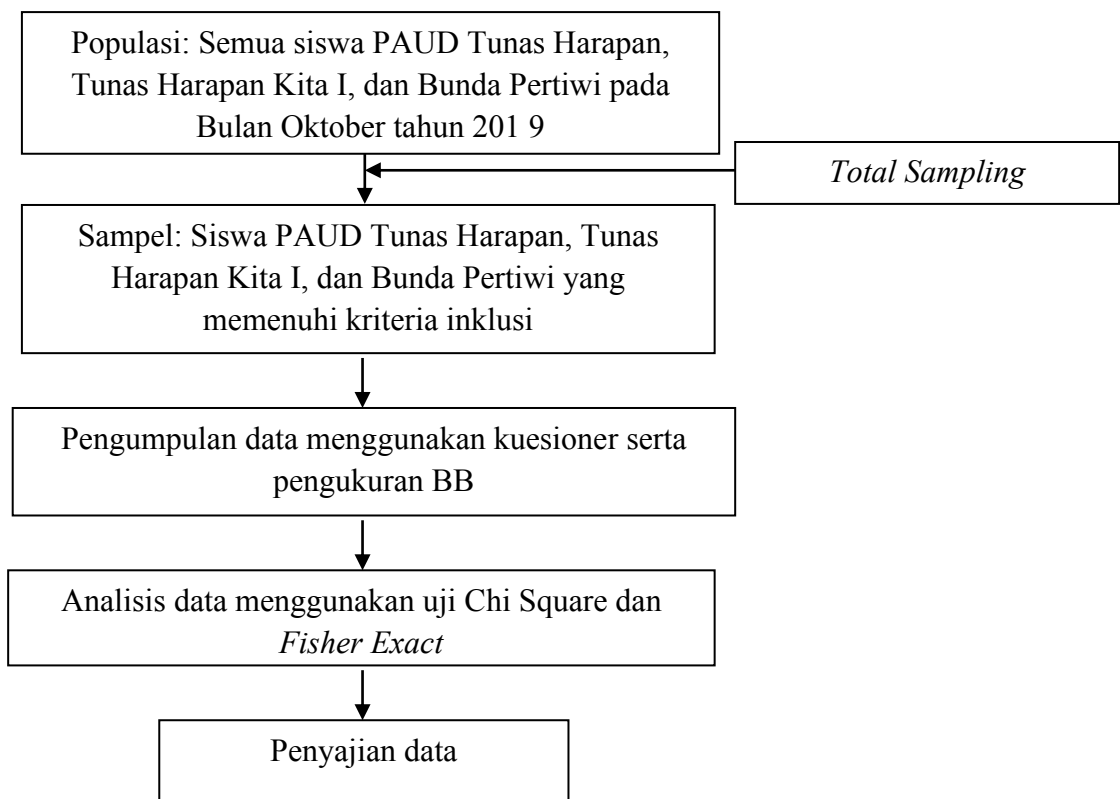 Populasi: Semua siswa PAUD Tunas Harapan,
Tunas Harapan Kita I, dan Bunda Pertiwi pada
Bulan Oktober tahun 201 9
Total Sampling
Sampel: Siswa PAUD Tunas Harapan, Tunas
Harapan Kita I, dan Bunda Pertiwi yang
memenuhi kriteria inklusi
Pengumpulan data menggunakan kuesioner serta
pengukuran BB
Analisis data menggunakan uji Chi Square dan
Fisher Exact
Penyajian data